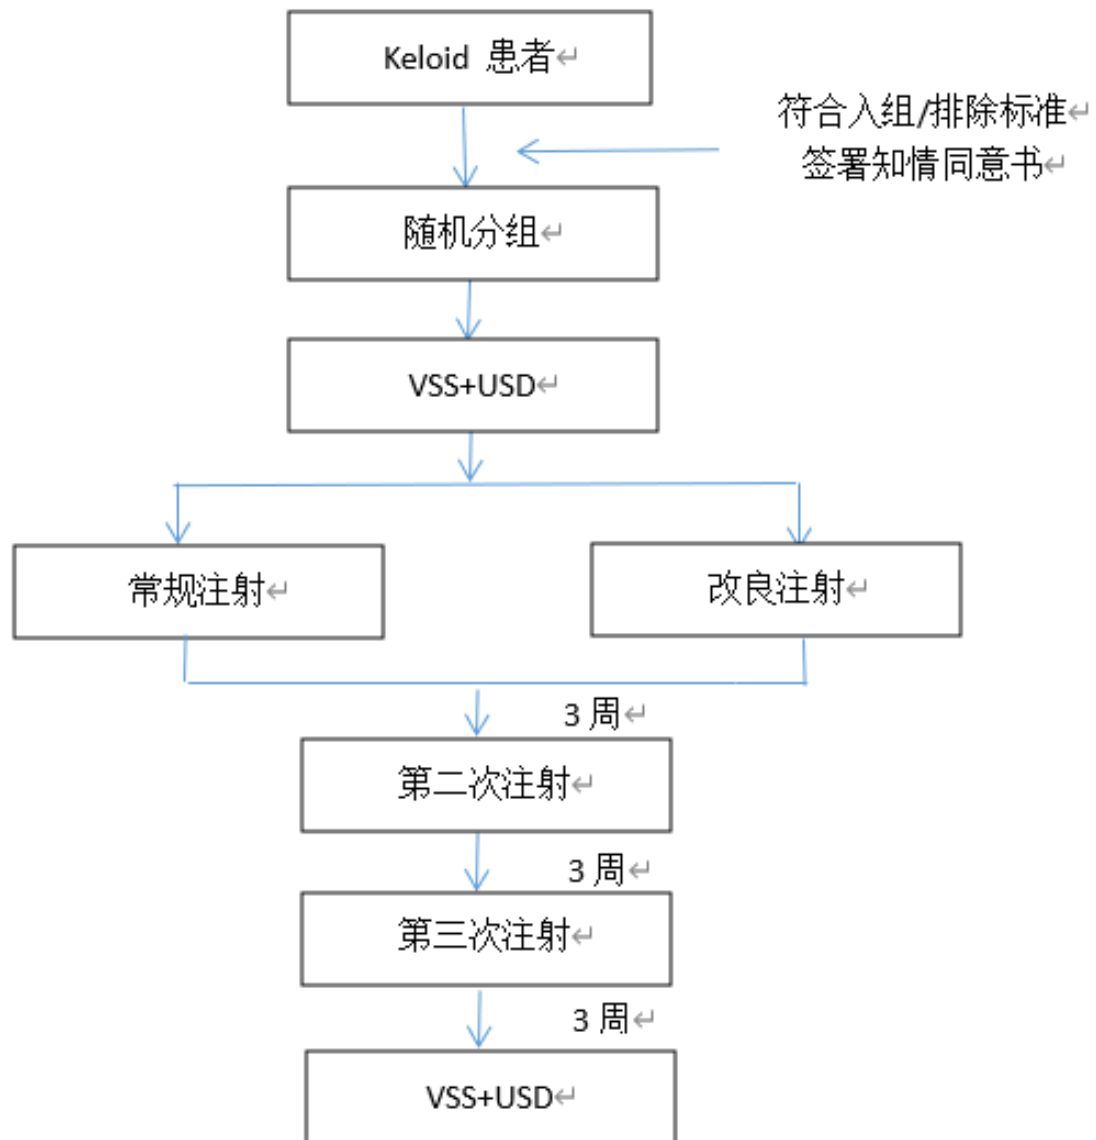 Keloid 患者↵
符合入组/排除标准↵
签署知情同意书↵
随机分组↵
VSS+USD↵
常规注射↵
改良注射↵
3 周↵
第二次注射↵
3 周↵
第三次注射↵
3 周↵
VSS+USD↵